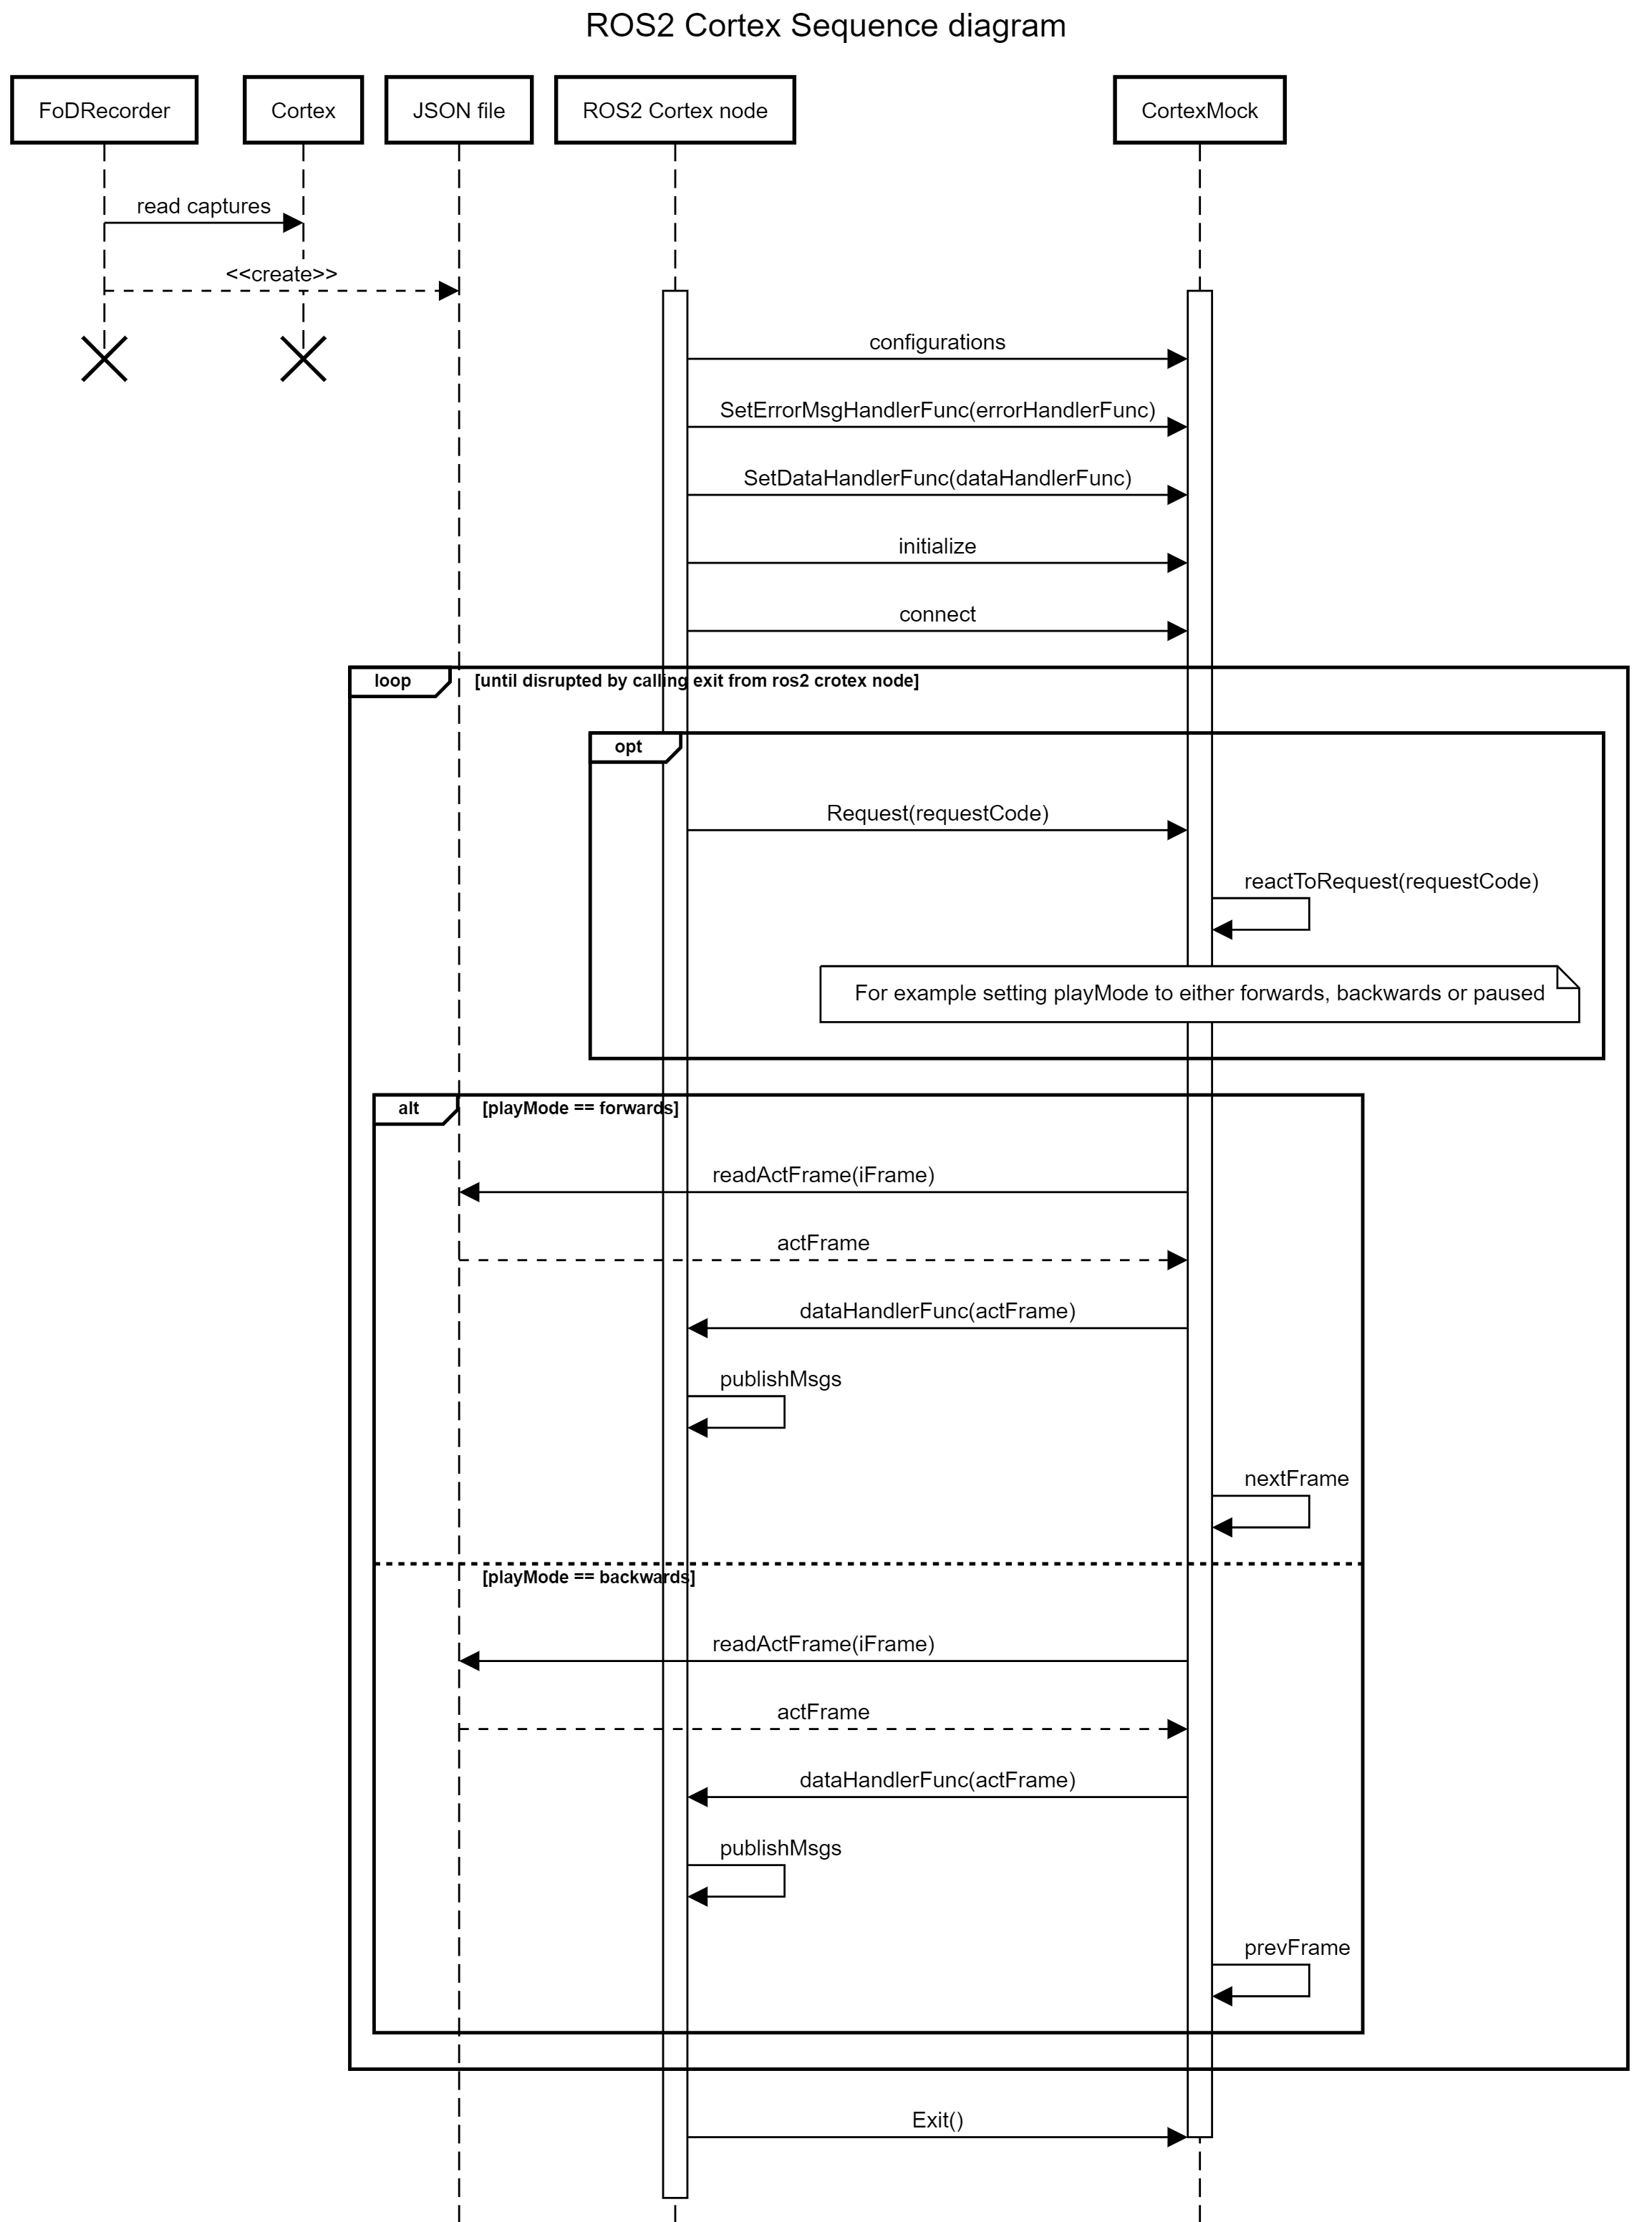 ROS2 Cortex Sequence diagram
FoDRecorder
Cortex
JSON file
ROS2 Cortex node
CortexMock
read captures
<<create>>
configurations
SetErrorMsgHandlerFunc(errorHandlerFunc)
SetDataHandlerFunc(dataHandlerFunc)
initialize
connect
loop
[until disrupted by calling exit from ros2 crotex node]
opt
Request(requestCode)
reactToRequest(requestCode)
For example setting playMode to either forwards, backwards or paused
alt
[playMode == forwards]
readActFrame(iFrame)
actFrame
dataHandlerFunc(actFrame)
publishMsgs
nextFrame
[playMode == backwards]
readActFrame(iFrame)
actFrame
dataHandlerFunc(actFrame)
publishMsgs
prevFrame
Exit()